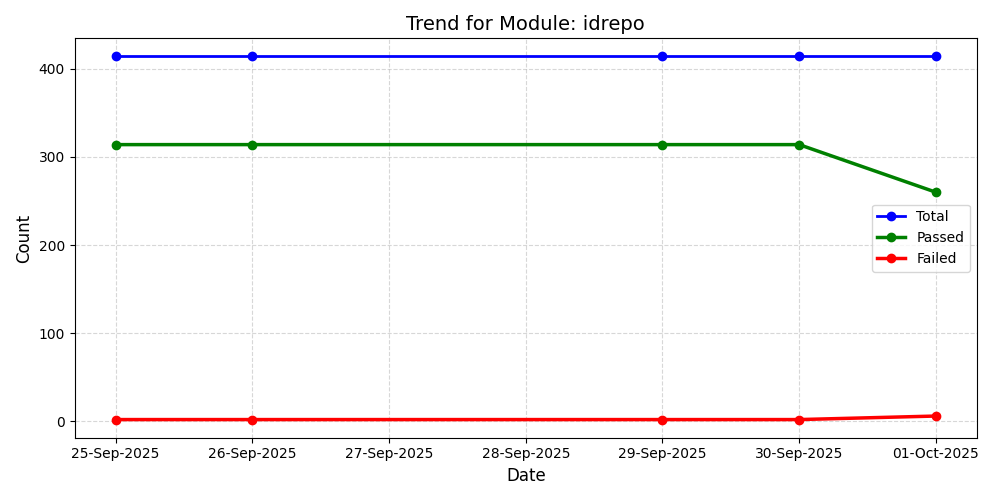 Trend for Module: idrepo
Count
400
300
200
100
0
Total
Passed
Failed
25-Sep-2025 26-Sep-2025 27-Sep-2025 28-Sep-2025 29-Sep-2025 30-Sep-2025 01-Oct-2025
Date